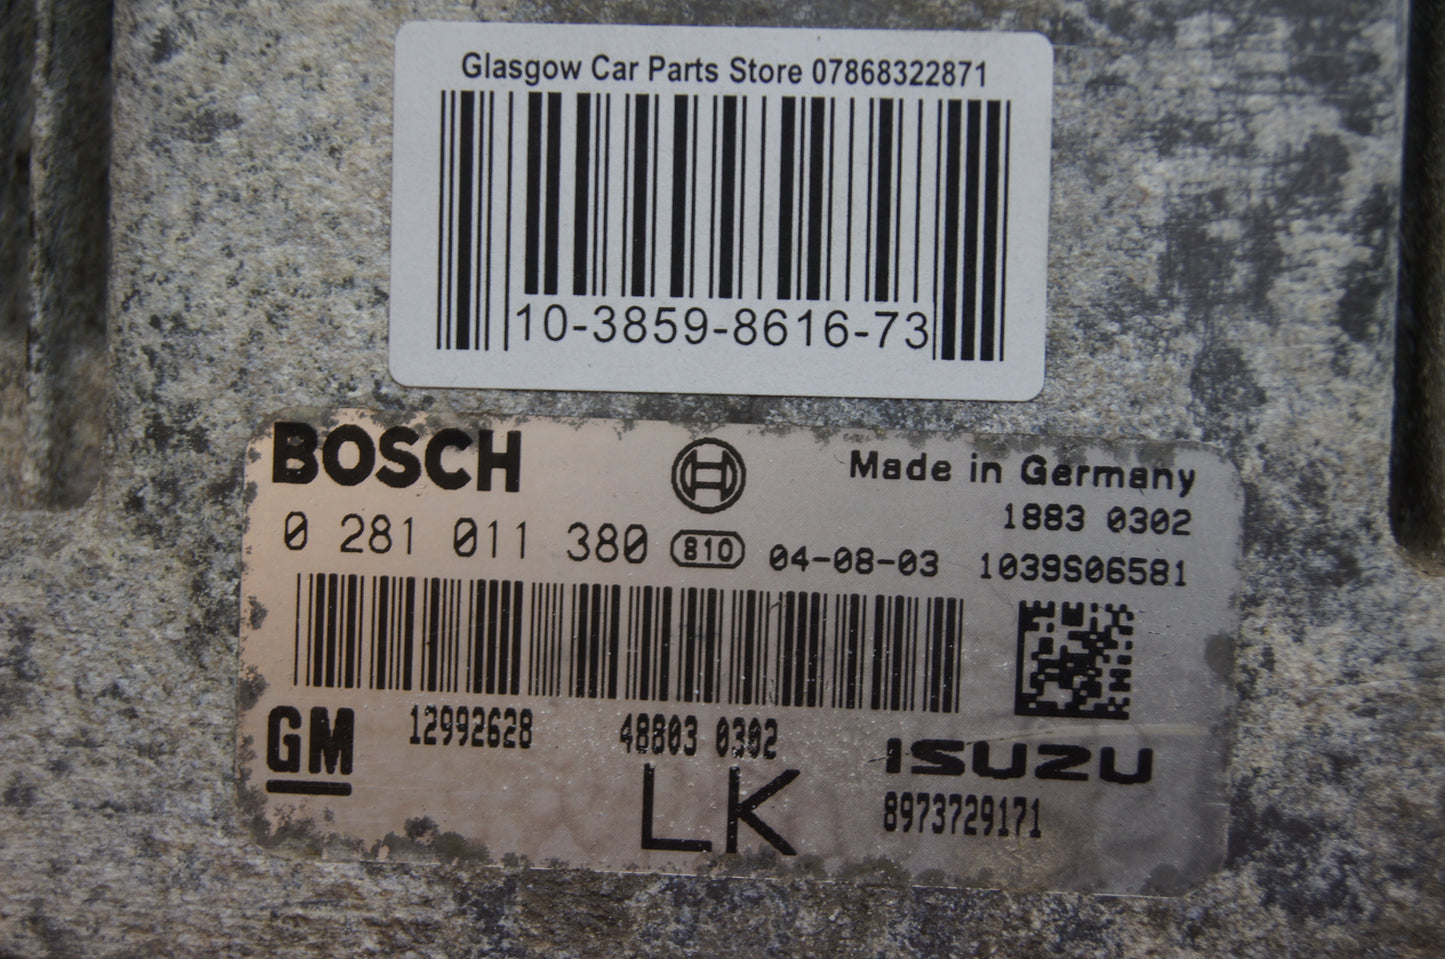 Glasgow Car Parts Store 07868322871
10-3859-8616-73
BOSCH
Made in Germany
1883 0302
0 281 011 380 810 04-08-03 1039S06581
GM 12992628 48803 0302 ISUZU
LK 8973729171